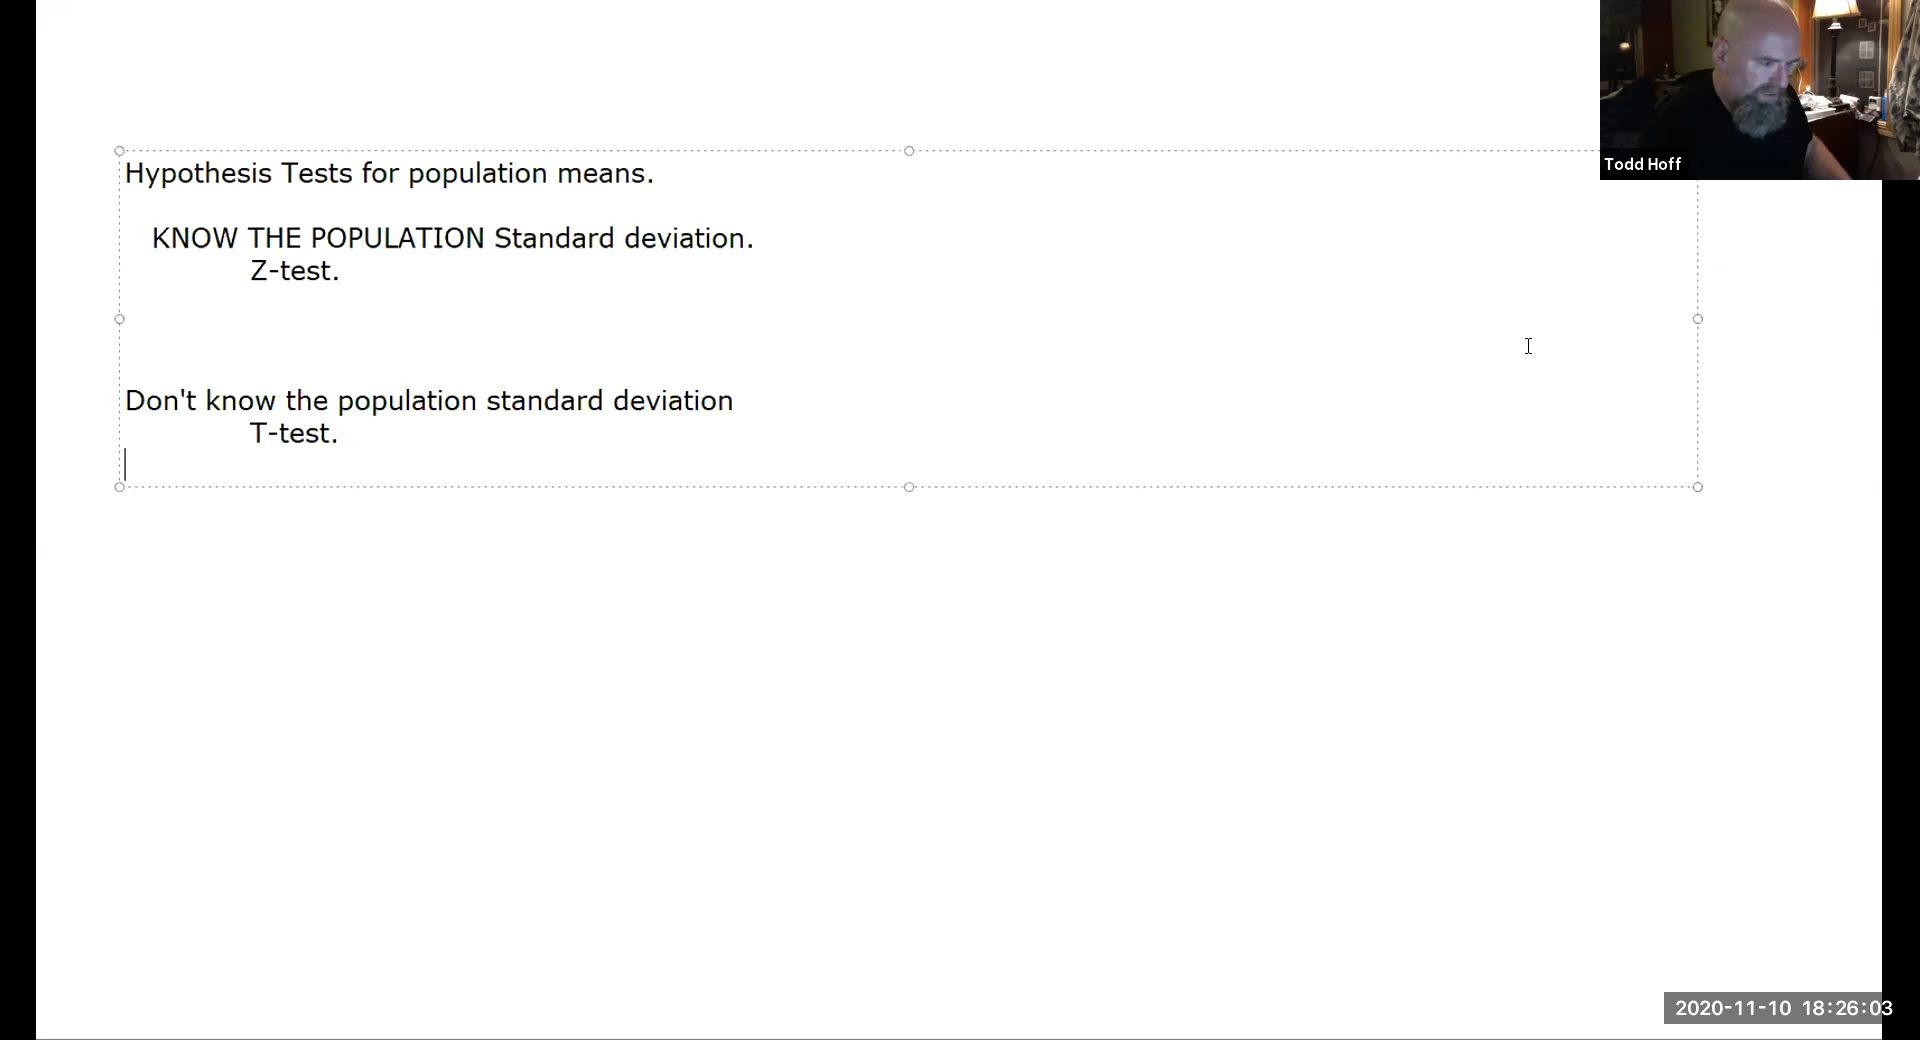 Hypothesis Tests for population means.
KNOW THE POPULATION Standard deviation.
Z-test.
Don't know the population standard deviation
T-test.
Todd Hoff
2020-11-10 18:26:03